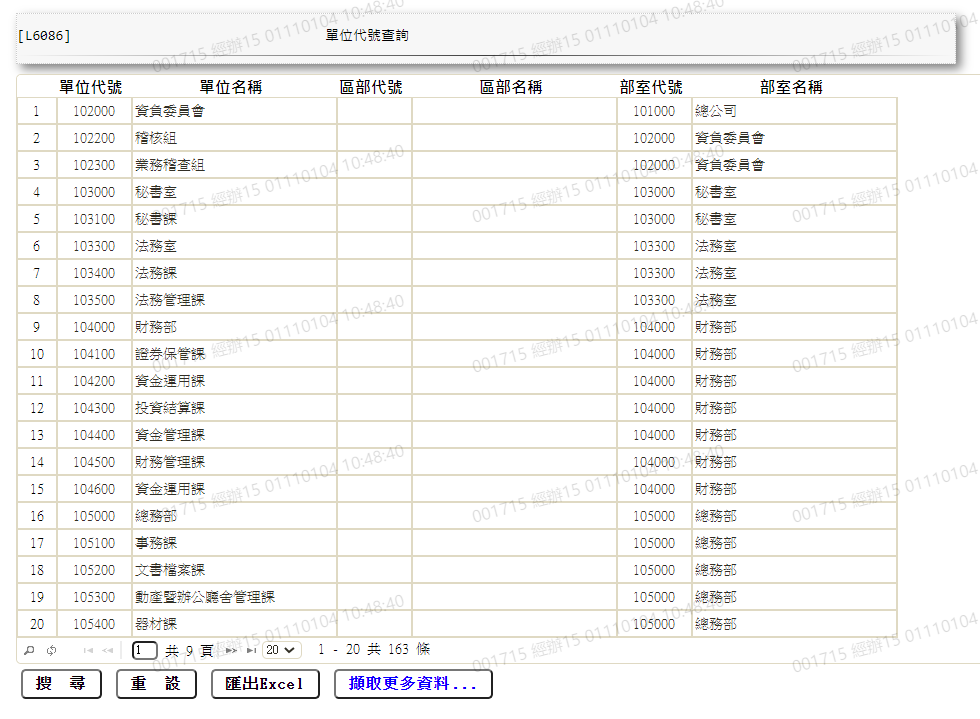 [L6086] 單位代號查詢
單位代號 單位名稱 區部代號 區部名稱 部室代號 部室名稱
1 102000 資負委員會 101000 總公司
2 102200 稽核組 102000 資負委員會
3 102300 業務稽查組 102000 資負委員會
4 103000 秘書室 103000 秘書室
5 103100 秘書課 103000 秘書室
6 103300 法務室 103300 法務室
7 103400 法務課 103300 法務室
8 103500 法務管理課 103300 法務室
9 104000 財務部 104000 財務部
10 104100 證券保管課 104000 財務部
11 104200 資金運用課 104000 財務部
12 104300 投資結算課 104000 財務部
13 104400 資金管理課 104000 財務部
14 104500 財務管理課 104000 財務部
15 104600 資金運用課 104000 財務部
16 105000 總務部 105000 總務部
17 105100 事務課 105000 總務部
18 105200 文書檔案課 105000 總務部
19 105300 動產暨辦公廳舍管理課 105000 總務部
20 105400 器材課 105000 總務部
1 共 9 頁 20 1 - 20 共 163 條
搜 尋 重 設 匯出Excel 擷取更多資料...
001715 經辦15 01110104 10:48:40